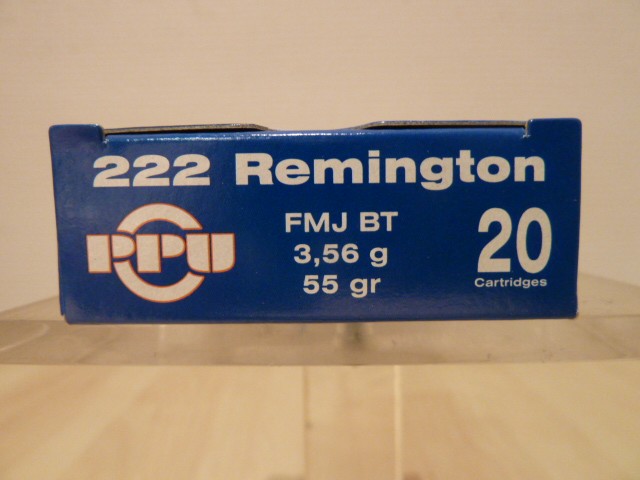 222 Remington
PPU
FMJ BT
3,56 g
55 gr
20
Cartridges